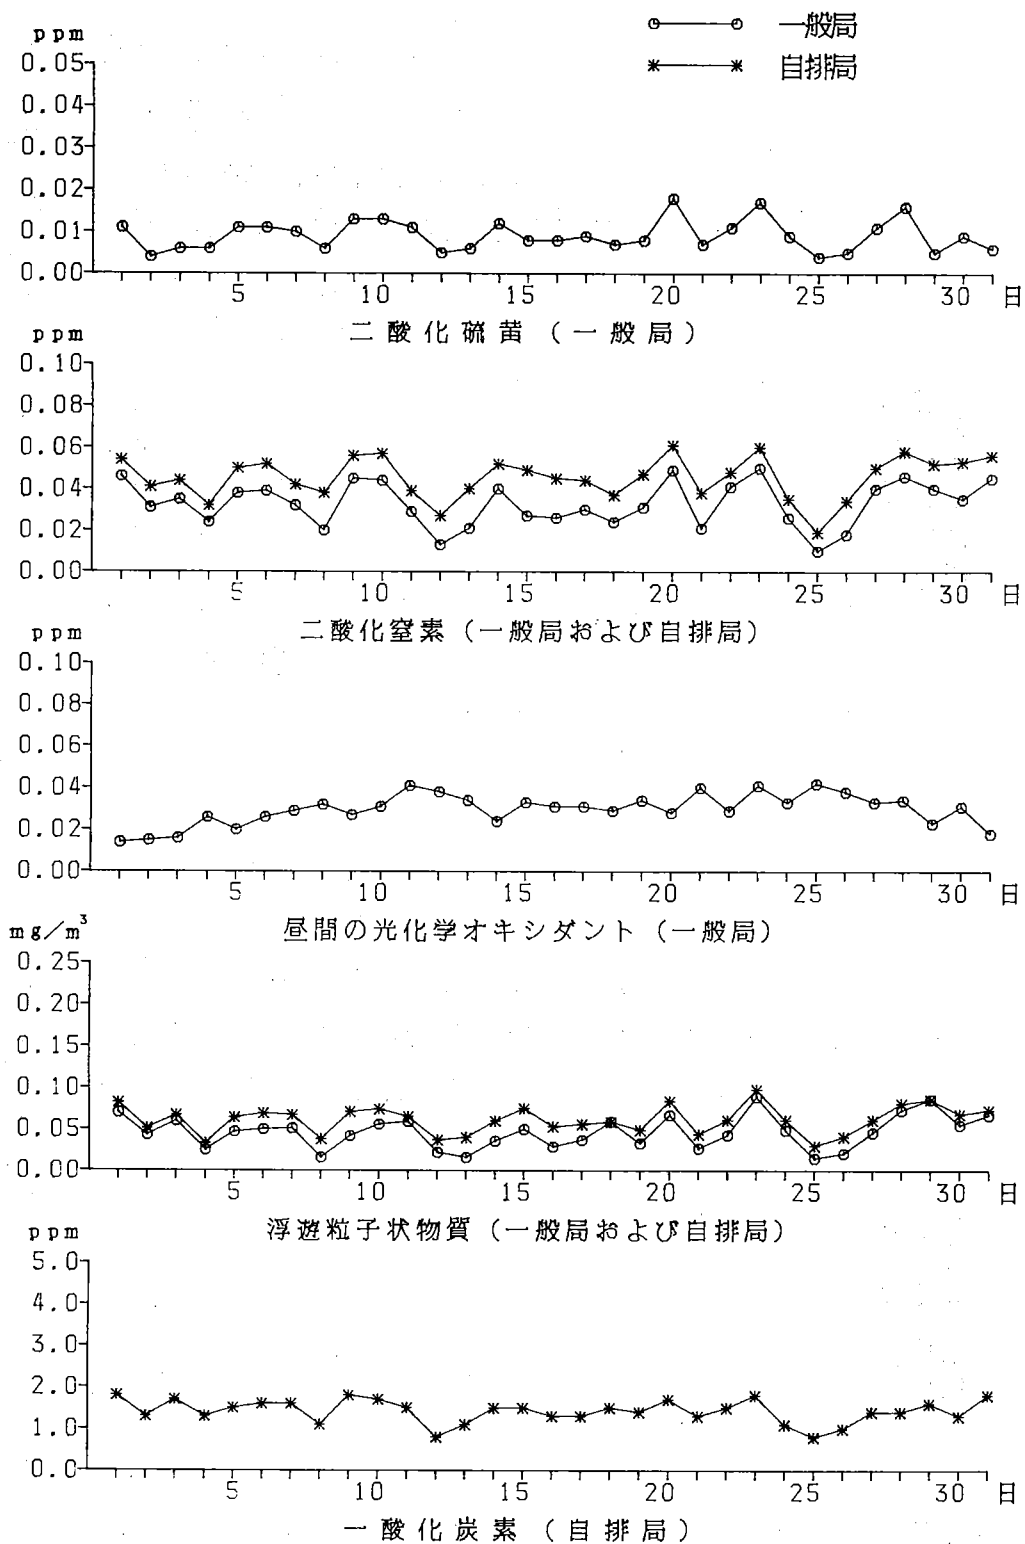 一般局
自排局
ppm
0.05
0.04
0.03
0.02
0.01
0.00
5 10 15 20 25 30 日
二酸化硫黄（一般局）
ppm
0.10
0.08
0.06
0.04
0.02
0.00
5 10 15 20 25 30 日
二酸化窒素（一般局および自排局）
ppm
0.10
0.08
0.06
0.04
0.02
0.00
5 10 15 20 25 30 日
昼間の光化学オキシダント（一般局）
mg/m³
0.25
0.20
0.15
0.10
0.05
0.00
5 10 15 20 25 30 日
浮遊粒子状物質（一般局および自排局）
ppm
5.0
4.0
3.0
2.0
1.0
0.0
5 10 15 20 25 30 日
一酸化炭素（自排局）